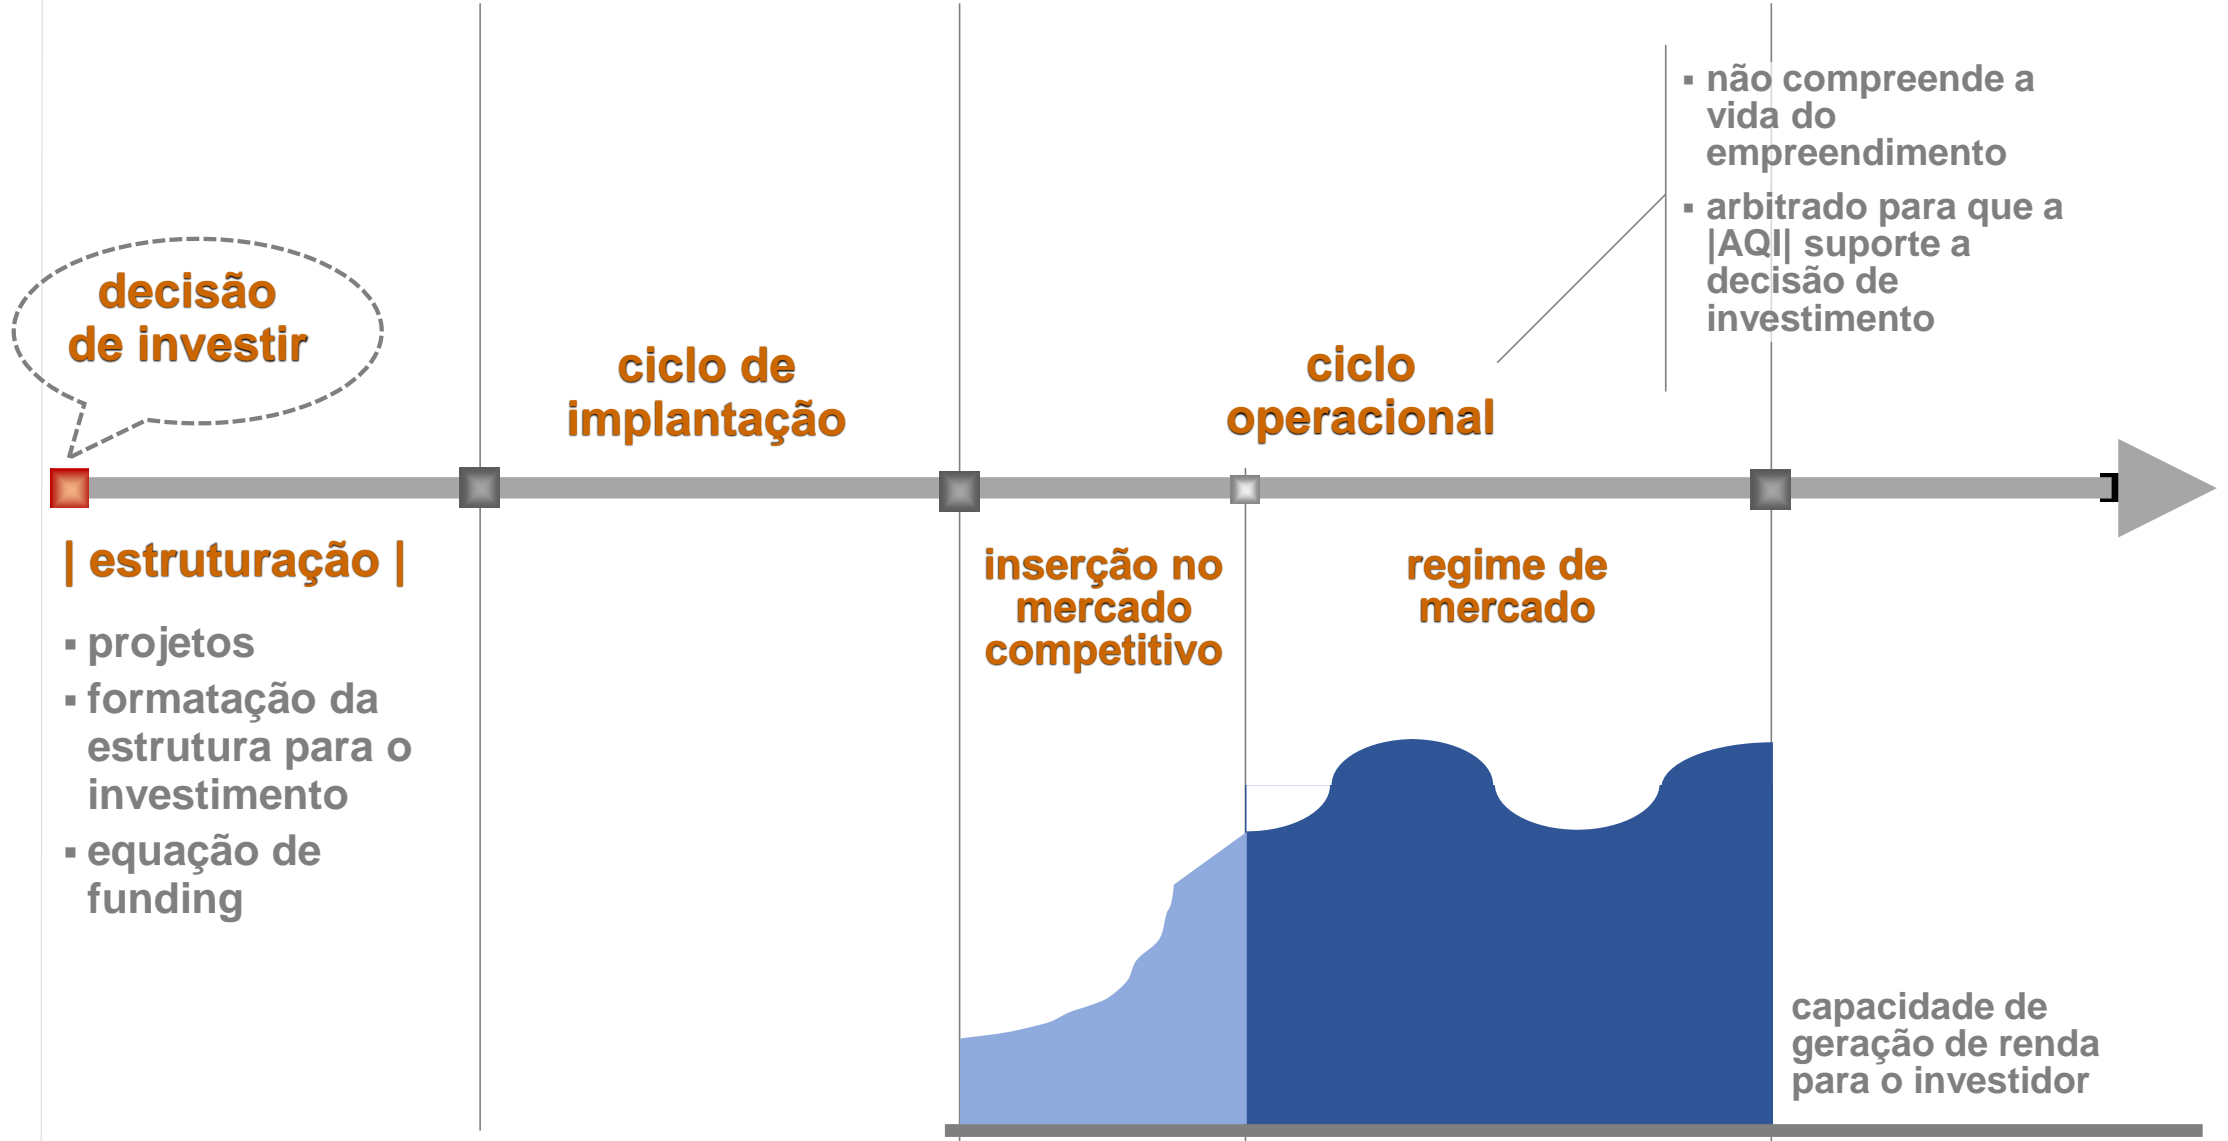 ▪ não compreende a
vida do
empreendimento
▪ arbitrado para que a
|AQI| suporte a
decisão de
investimento
decisão
de investir
ciclo de
implantação
ciclo
operacional
| estruturação |
▪ projetos
▪ formatação da
estrutura para o
investimento
▪ equação de
funding
inserção no
mercado
competitivo
regime de
mercado
capacidade de
geração de renda
para o investidor